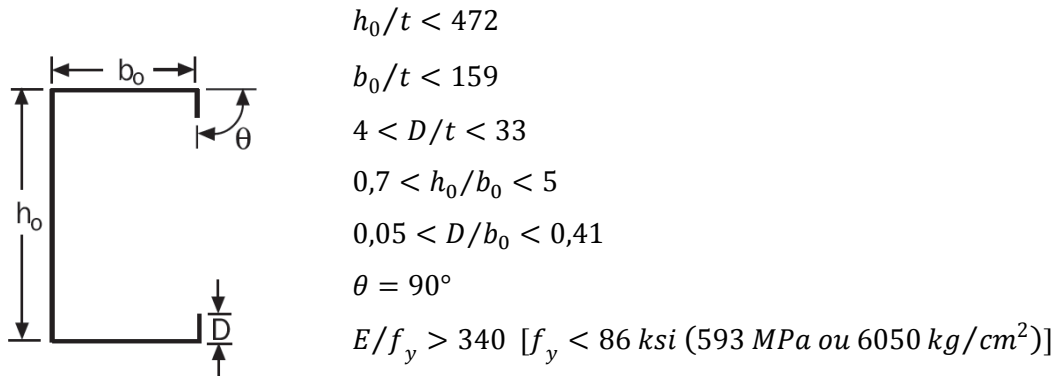 b₀
θ
h₀
D
h₀/t < 472
b₀/t < 159
4 < D/t < 33
0,7 < h₀/b₀ < 5
0,05 < D/b₀ < 0,41
θ = 90°
E/f_y > 340 [f_y < 86 ksi (593 MPa ou 6050 kg/cm²)]